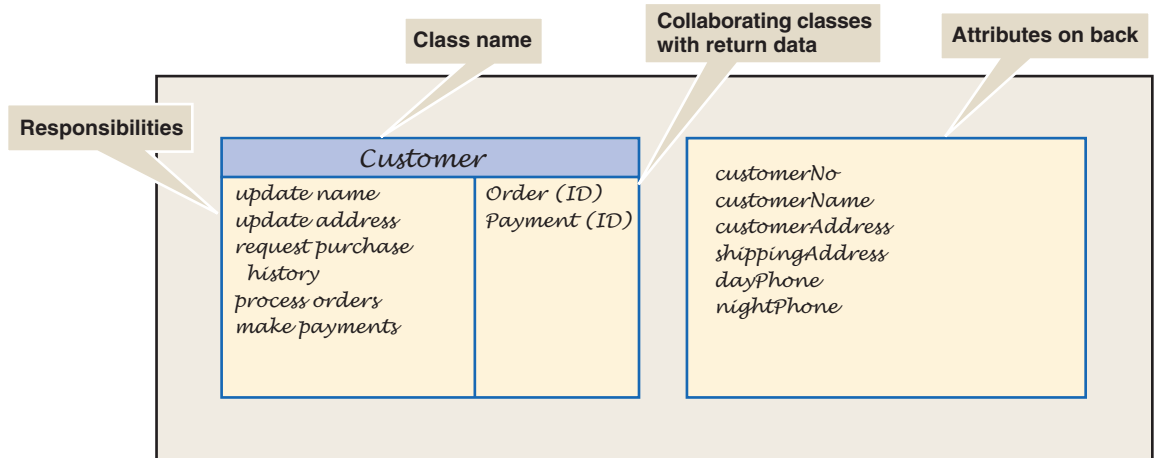 Class name
Collaborating classes
with return data
Attributes on back
Responsibilities
Customer
update name
update address
request purchase
history
process orders
make payments
Order (ID)
Payment (ID)
customerNo
customerName
customerAddress
shippingAddress
dayPhone
nightPhone